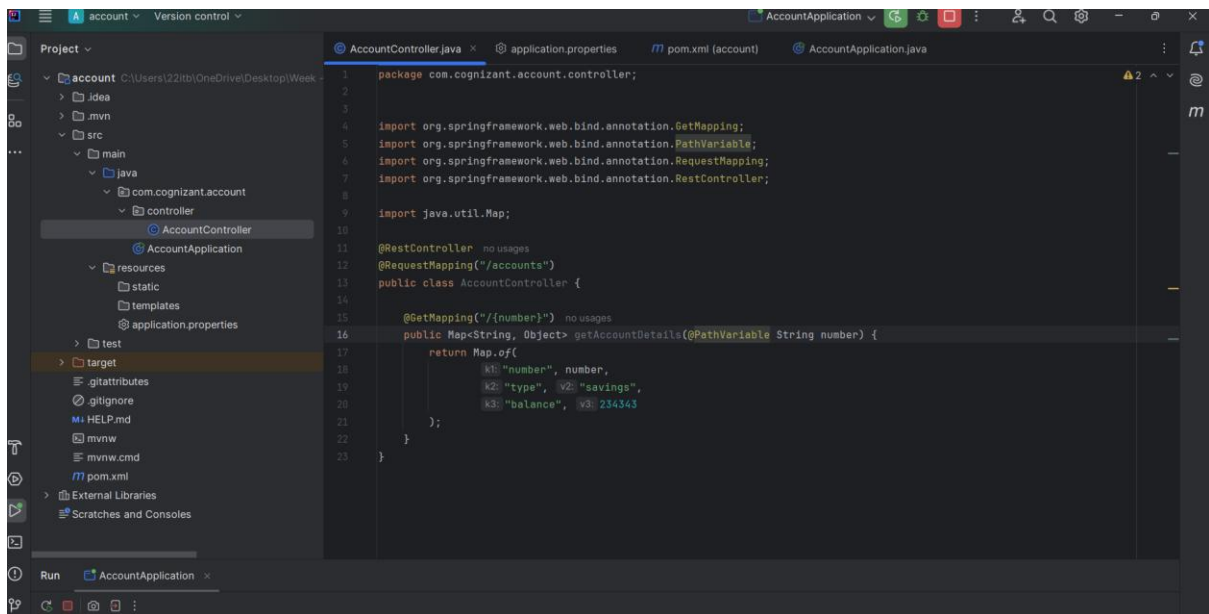 A account Version control AccountApplication
Project
AccountController.java application.properties pom.xml (account) AccountApplication.java
account C:\Users\22itb\OneDrive\Desktop\Week -
.idea
.mvn
src
main
java
com.cognizant.account
controller
AccountController
AccountApplication
resources
static
templates
application.properties
test
target
.gitattributes
.gitignore
M↓ HELP.md
mvnw
mvnw.cmd
m pom.xml
External Libraries
Scratches and Consoles
2
1 package com.cognizant.account.controller;
2
3
4 import org.springframework.web.bind.annotation.GetMapping;
5 import org.springframework.web.bind.annotation.PathVariable;
6 import org.springframework.web.bind.annotation.RequestMapping;
7 import org.springframework.web.bind.annotation.RestController;
8
9 import java.util.Map;
10
11 @RestController no usages
12 @RequestMapping("/accounts")
13 public class AccountController {
14
15 @GetMapping("/{number}") no usages
16 public Map<String, Object> getAccountDetails(@PathVariable String number) {
17 return Map.of(
18 k1: "number", number,
19 k2: "type", v2: "savings",
20 k3: "balance", v3: 234343
21 );
22 }
23 }
Run AccountApplication